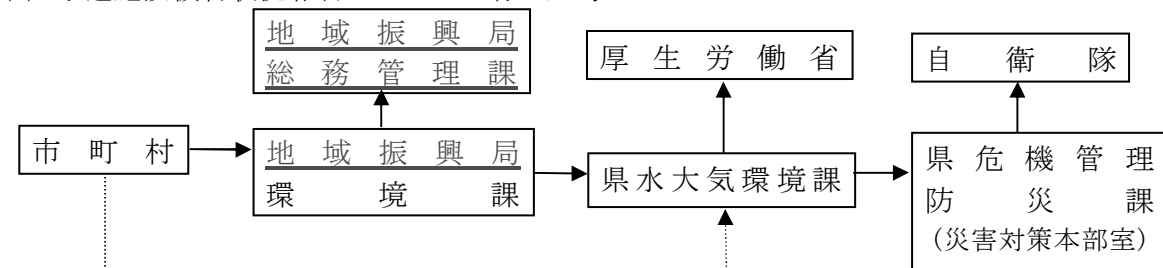 地域振興局
総務管理課
厚生労働省
自衛隊
市町村
地域振興局
環境課
県水大気環境課
県危機管理
防災課
（災害対策本部室）